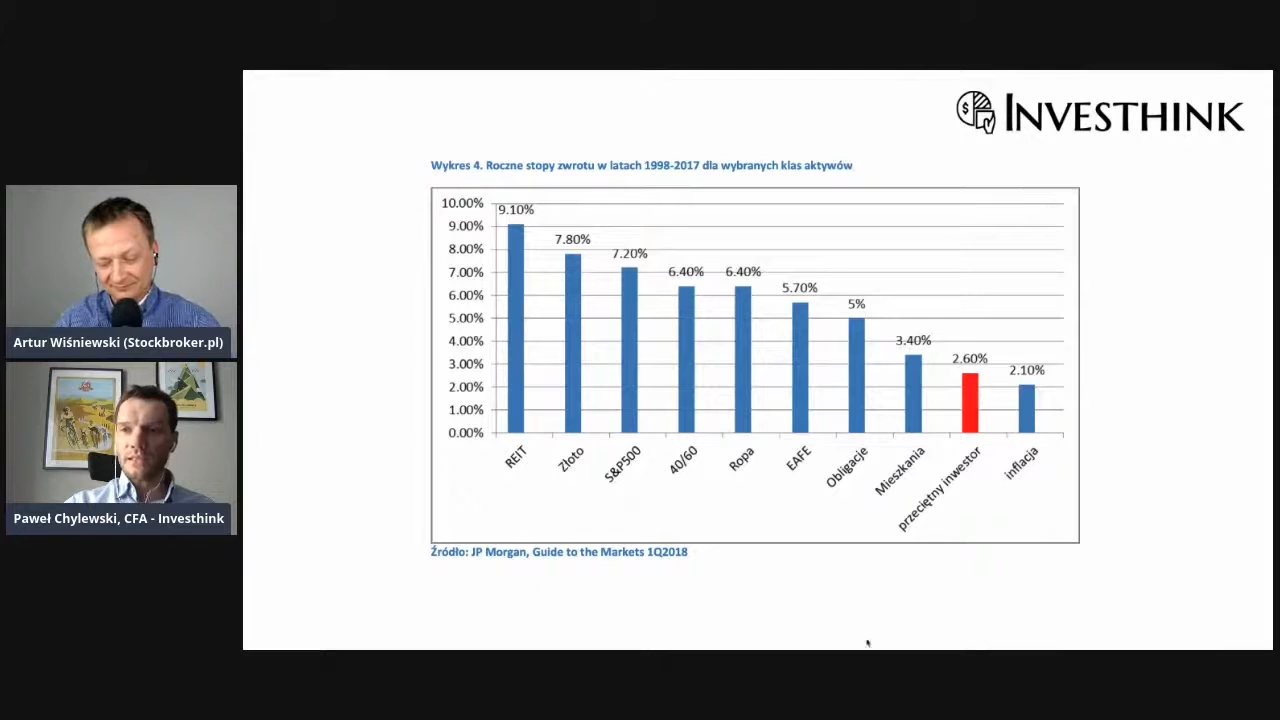 INVESTHINK
Wykres 4. Roczne stopy zwrotu w latach 1998-2017 dla wybranych klas aktywów
10.00%
9.00%
8.00%
7.00%
6.00%
5.00%
4.00%
3.00%
2.00%
1.00%
0.00%
9.10%
7.80%
7.20%
6.40%
6.40%
5.70%
5%
3.40%
2.60%
2.10%
REIT
Złoto
S&P500
40/60
Ropa
EAFE
Obligacje
Mieszkania
przeciętny inwestor
inflacja
Źródło: JP Morgan, Guide to the Markets 1Q2018
Artur Wiśniewski (Stockbroker.pl)
Paweł Chylewski, CFA - Investhink